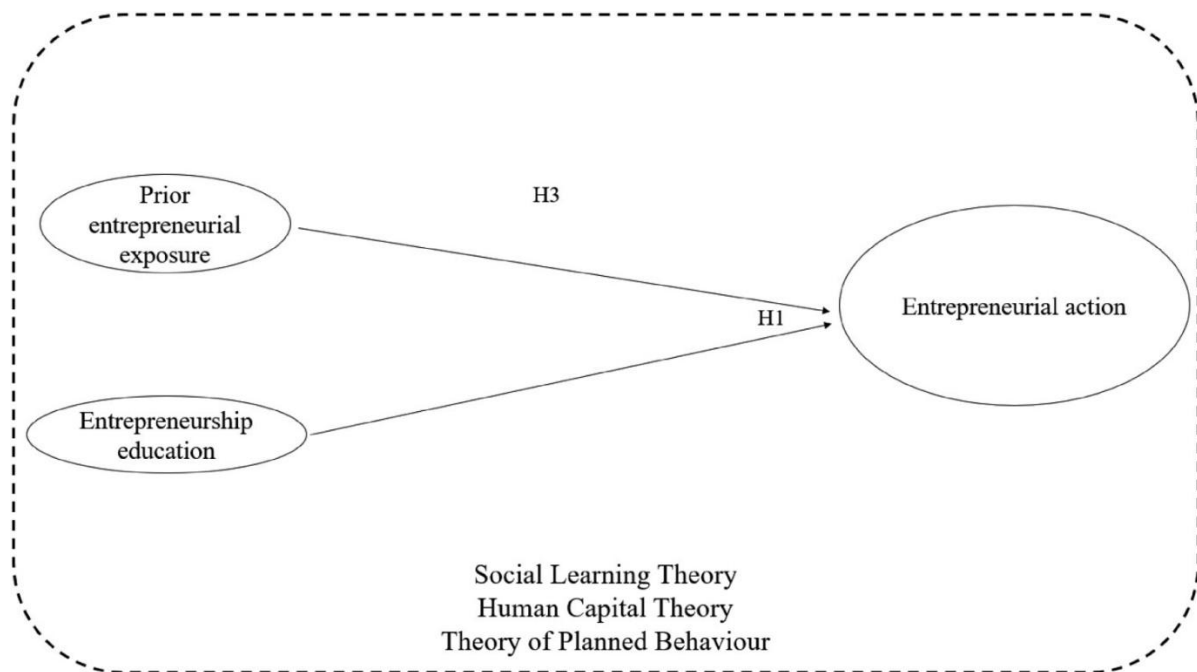 Prior
entrepreneurial
exposure
H3
Entrepreneurial action
H1
Entrepreneurship
education
Social Learning Theory
Human Capital Theory
Theory of Planned Behaviour